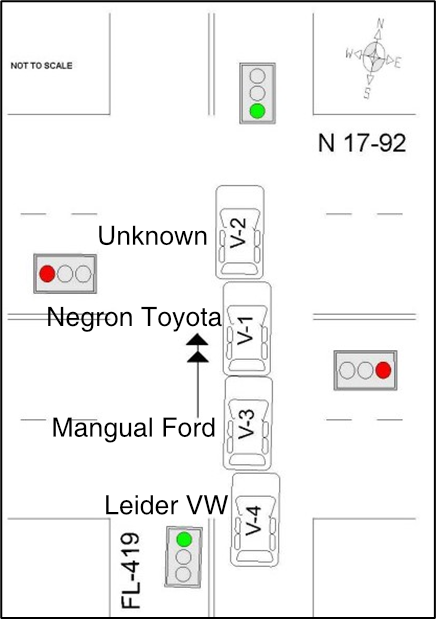 N
W
E
S
NOT TO SCALE
N 17-92
Unknown
V-2
Negron Toyota
V-1
Mangual Ford
V-3
Leider VW
V-4
FL-419